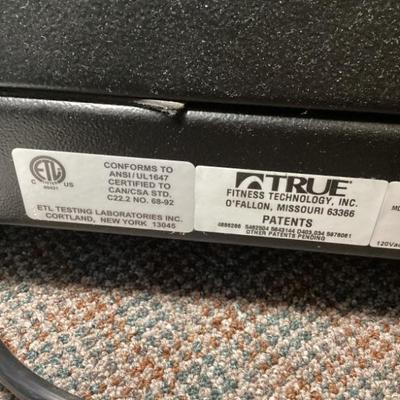 CONFORMS TO
ANSI/UL1647
CERTIFIED TO
CAN/CSA STD.
C22.2 NO. 68-92
C US
ETL TESTING LABORATORIES INC.
CORTLAND, NEW YORK 13045
TRUE
FITNESS TECHNOLOGY, INC.
O'FALLON, MISSOURI 63366
PATENTS
OTHER PATENTS PENDING
120Vac